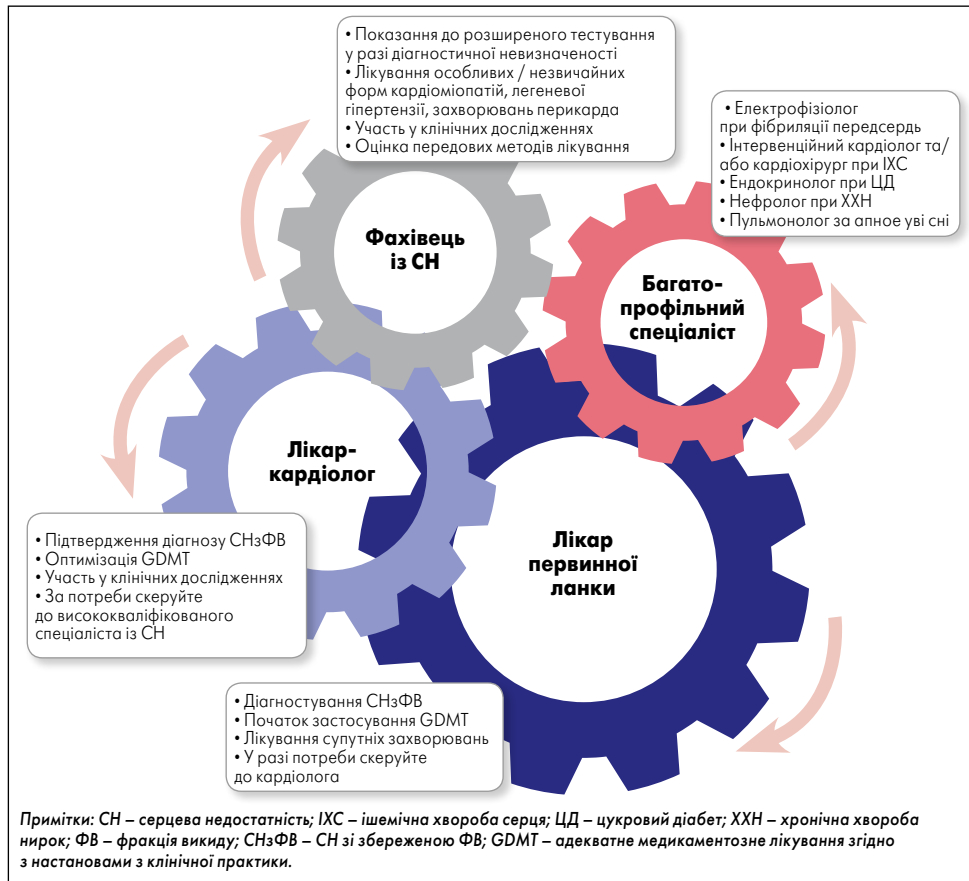 • Показання до розширеного тестування
у разі діагностичної невизначеності
• Лікування особливих / незвичайних
форм кардіоміопатій, легеневої
гіпертензії, захворювань перикарда
• Участь у клінічних дослідженнях
• Оцінка передових методів лікування
• Електрофізіолог
при фібриляції передсердь
• Інтервенційний кардіолог та/
або кардіохірург при ІХС
• Ендокринолог при ЦД
• Нефролог при ХХН
• Пульмонолог за апное уві сні
Фахівець
із СН
Багато-
профільний
спеціаліст
Лікар-
кардіолог
Лікар
первинної
ланки
• Підтвердження діагнозу СНзФВ
• Оптимізація GDMT
• Участь у клінічних дослідженнях
• За потреби скеруйте
до висококваліфікованого
спеціаліста із СН
• Діагностування СНзФВ
• Початок застосування GDMT
• Лікування супутніх захворювань
• У разі потреби скеруйте
до кардіолога
Примітки: СН – серцева недостатність; ІХС – ішемічна хвороба серця; ЦД – цукровий діабет; ХХН – хронічна хвороба
нирок; ФВ – фракція викиду; СНзФВ – СН зі збереженою ФВ; GDMT – адекватне медикаментозне лікування згідно
з настановами з клінічної практики.